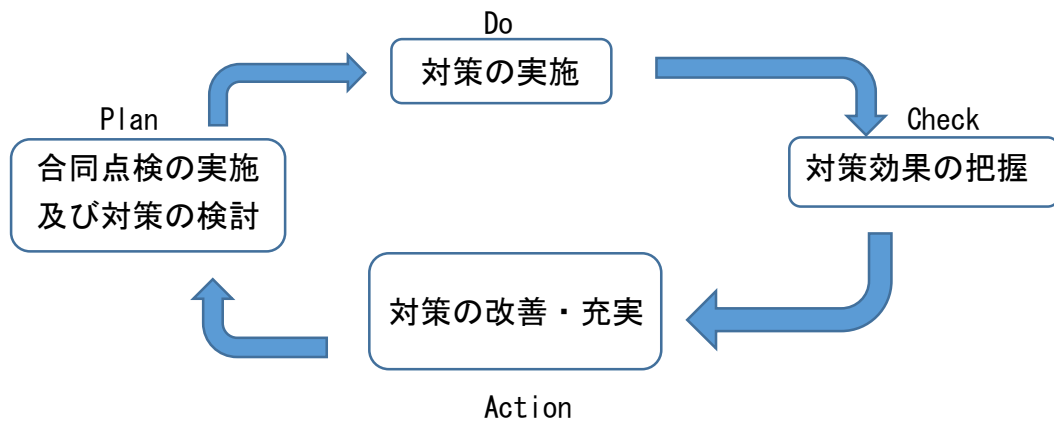 Do
対策の実施
Plan
Check
合同点検の実施
及び対策の検討
対策効果の把握
対策の改善・充実
Action